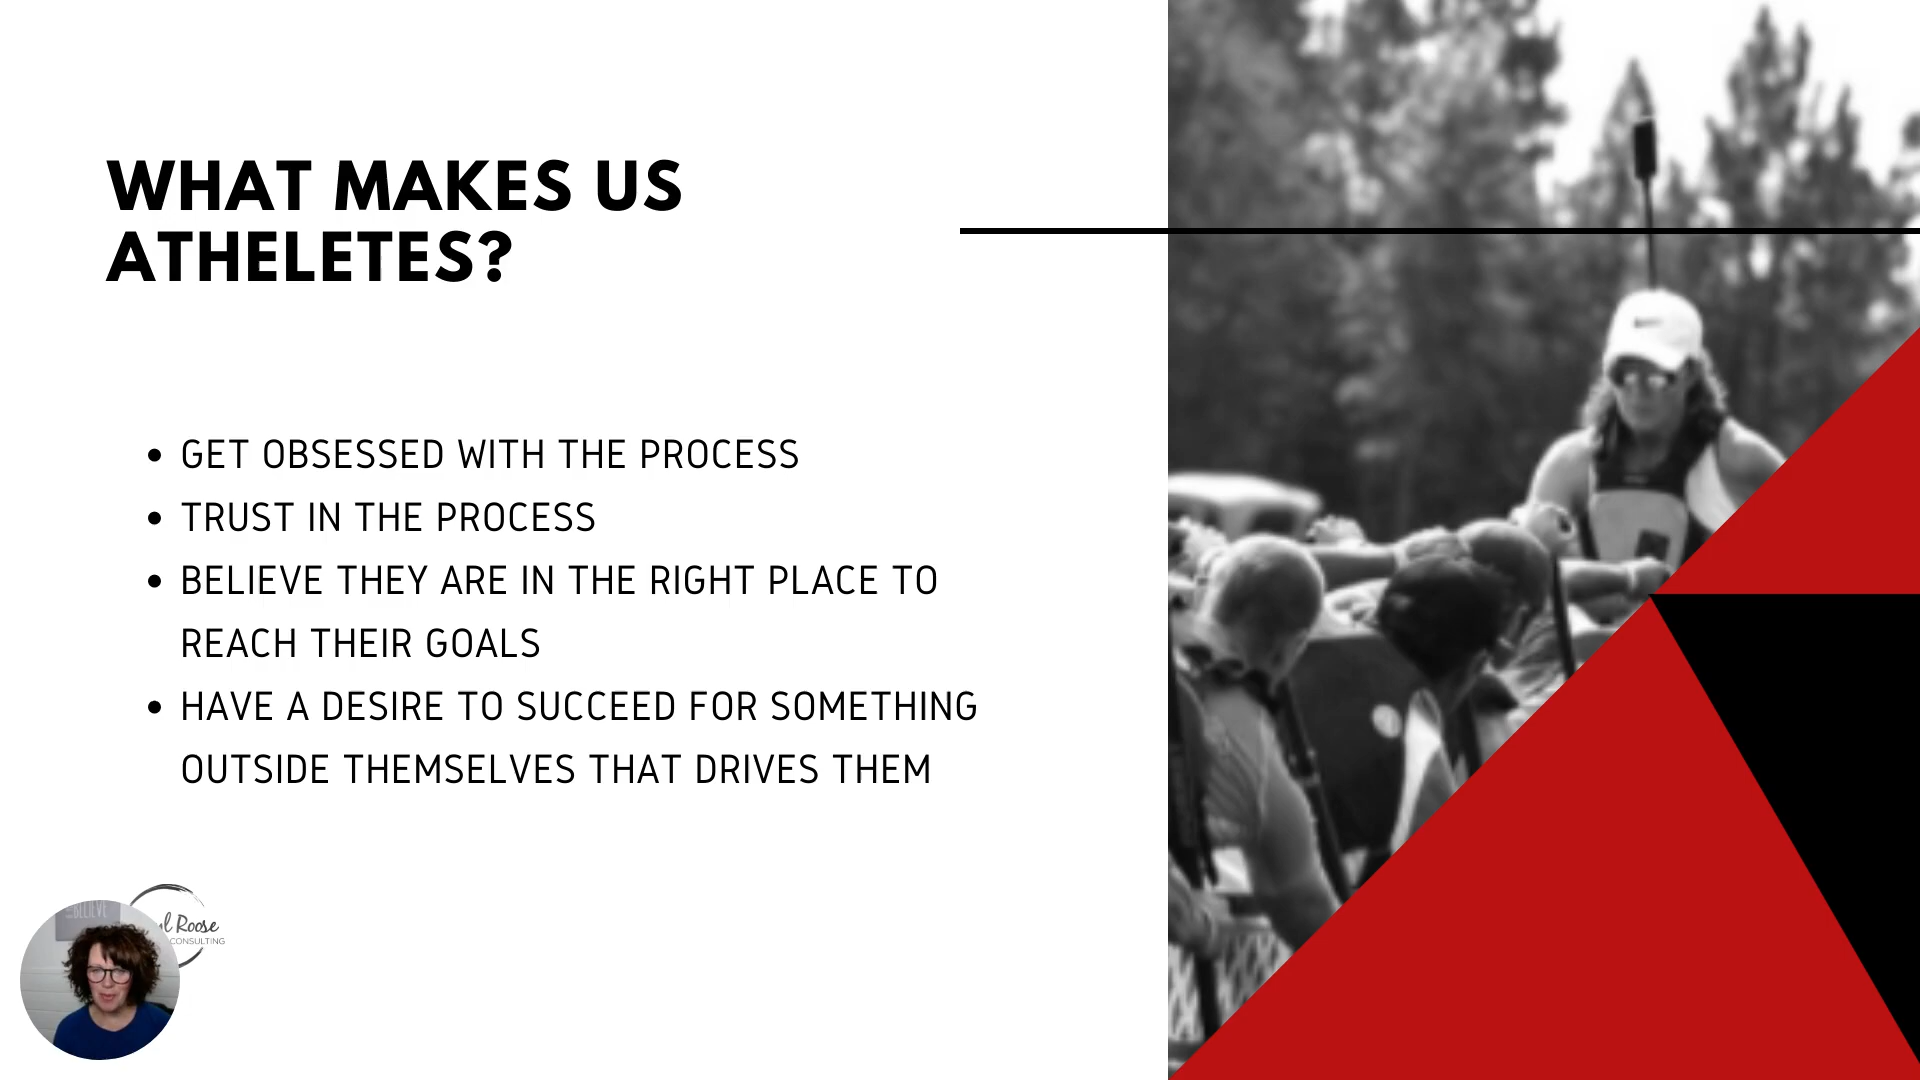 WHAT MAKES US
ATHELETES?
• GET OBSESSED WITH THE PROCESS
• TRUST IN THE PROCESS
• BELIEVE THEY ARE IN THE RIGHT PLACE TO
REACH THEIR GOALS
• HAVE A DESIRE TO SUCCEED FOR SOMETHING
OUTSIDE THEMSELVES THAT DRIVES THEM
BELIEVE
Roose
CONSULTING